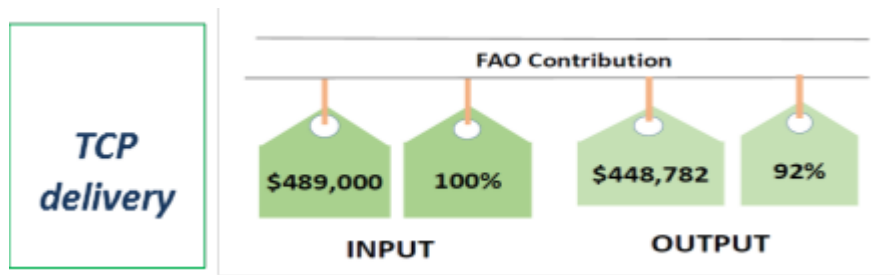 TCP
delivery
FAO Contribution
$489,000
100%
$448,782
92%
INPUT
OUTPUT